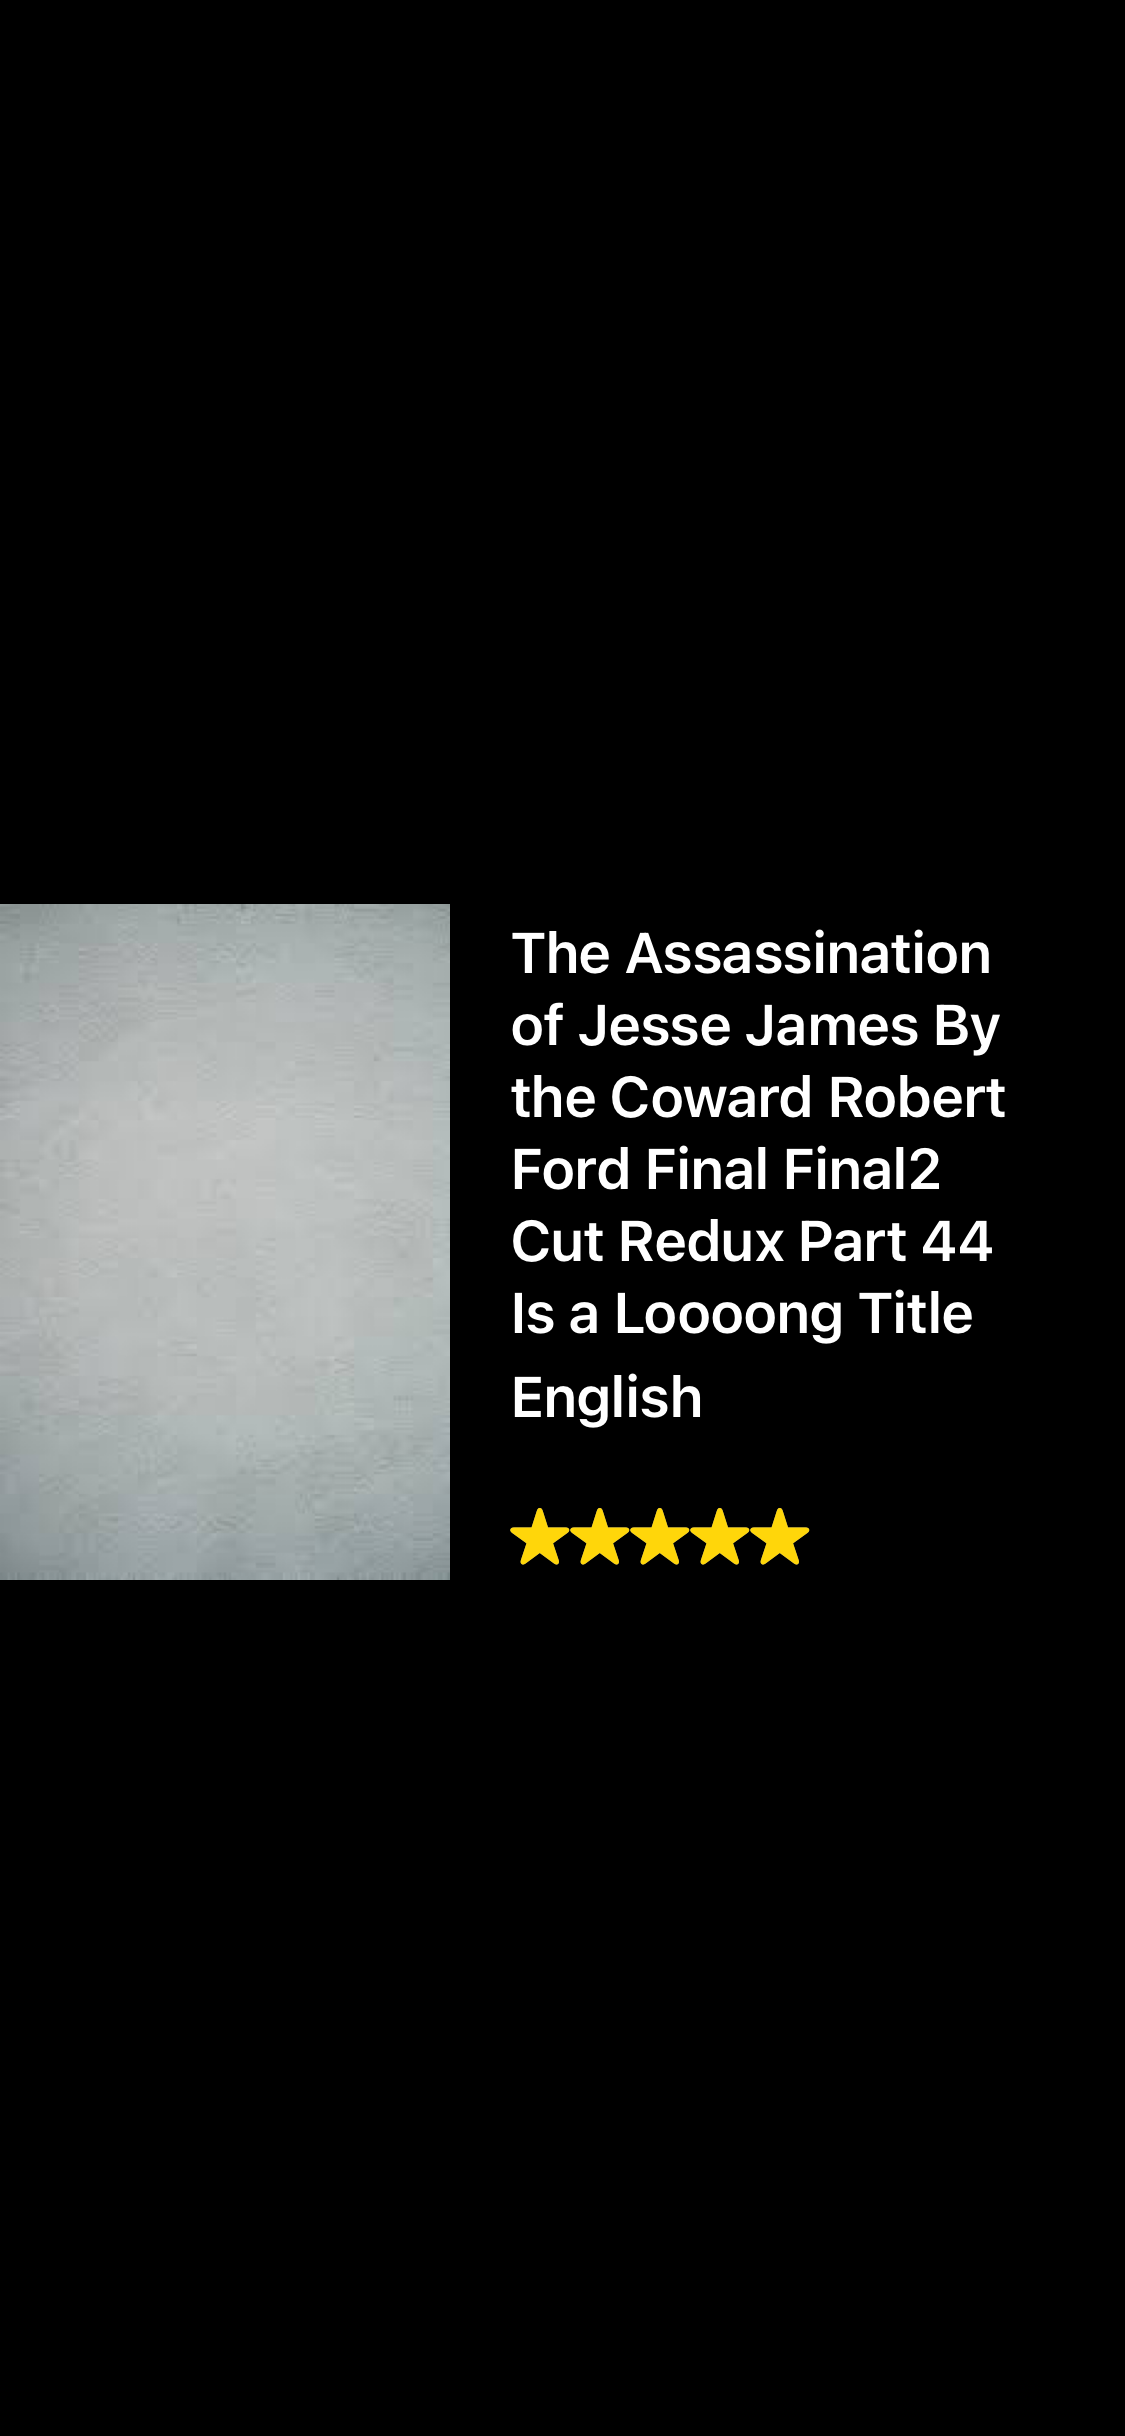 The Assassination
of Jesse James By
the Coward Robert
Ford Final Final2
Cut Redux Part 44
Is a Loooong Title
English